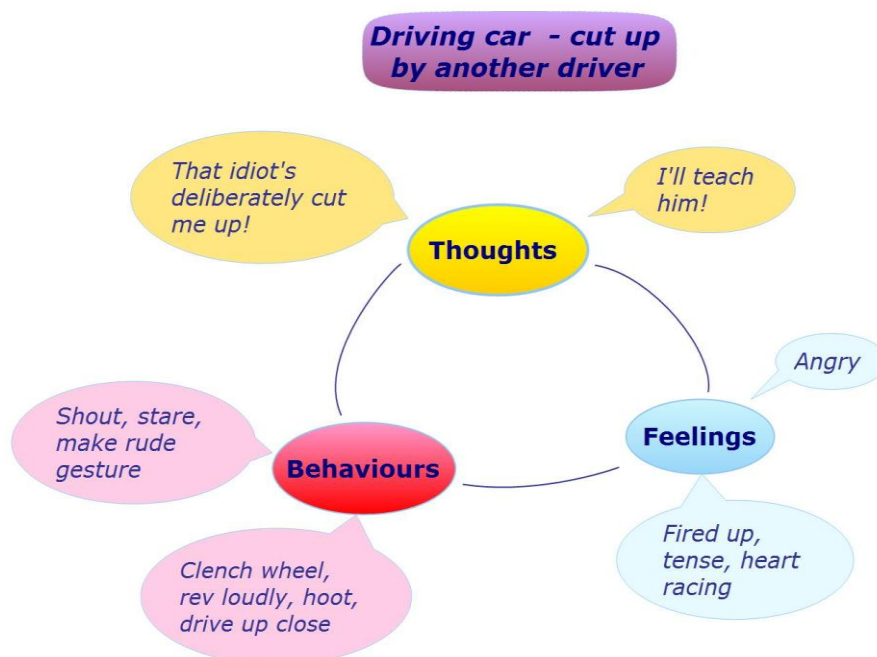 Driving car  - cut up
by another driver
That idiot's
deliberately cut
me up!
I'll teach
him!
Thoughts
Angry
Feelings
Fired up,
tense, heart
racing
Shout, stare,
make rude
gesture
Behaviours
Clench wheel,
rev loudly, hoot,
drive up close